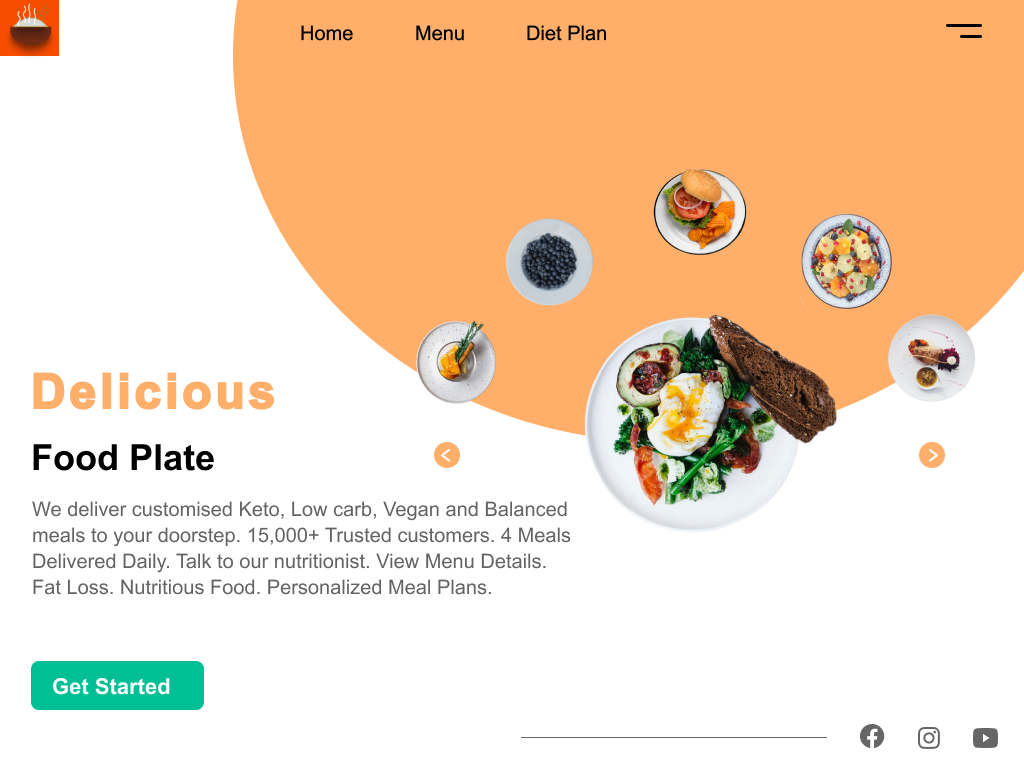 Home Menu Diet Plan
Delicious
Food Plate
We deliver customised Keto, Low carb, Vegan and Balanced
meals to your doorstep. 15,000+ Trusted customers. 4 Meals
Delivered Daily. Talk to our nutritionist. View Menu Details.
Fat Loss. Nutritious Food. Personalized Meal Plans.
Get Started